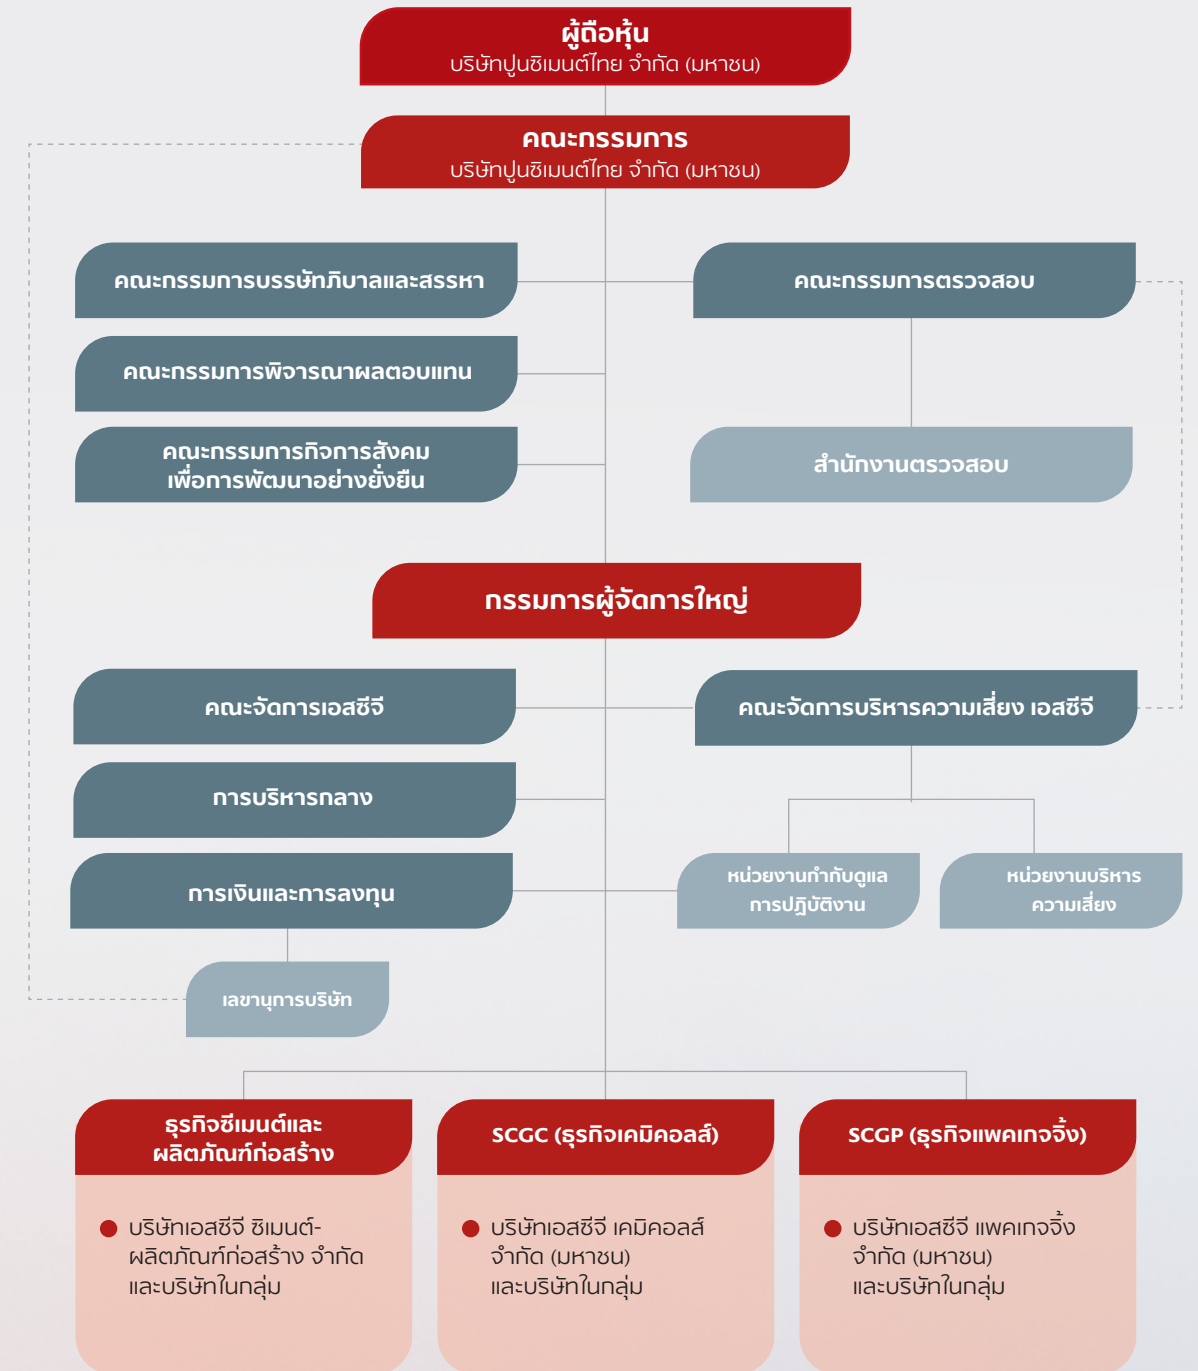 ผู้ถือหุ้น
บริษัทปูนซิเมนต์ไทย จำกัด (มหาชน)
คณะกรรมการ
บริษัทปูนซิเมนต์ไทย จำกัด (มหาชน)
คณะกรรมการบรรษัทภิบาลและสรรหา
คณะกรรมการตรวจสอบ
คณะกรรมการพิจารณาผลตอบแทน
คณะกรรมการกิจการสังคม
เพื่อการพัฒนาอย่างยั่งยืน
สำนักงานตรวจสอบ
กรรมการผู้จัดการใหญ่
คณะจัดการเอสซีจี
คณะจัดการบริหารความเสี่ยง เอสซีจี
การบริหารกลาง
การเงินและการลงทุน
หน่วยงานกำกับดูแล
การปฏิบัติงาน
หน่วยงานบริหาร
ความเสี่ยง
เลขานุการบริษัท
ธุรกิจซีเมนต์และ
ผลิตภัณฑ์ก่อสร้าง
SCGC (ธุรกิจเคมิคอลส์)
SCGP (ธุรกิจแพคเกจจิ้ง)
บริษัทเอสซีจี ซิเมนต์-
ผลิตภัณฑ์ก่อสร้าง จำกัด
และบริษัทในกลุ่ม
บริษัทเอสซีจี เคมิคอลส์
จำกัด (มหาชน)
และบริษัทในกลุ่ม
บริษัทเอสซีจี แพคเกจจิ้ง
จำกัด (มหาชน)
และบริษัทในกลุ่ม